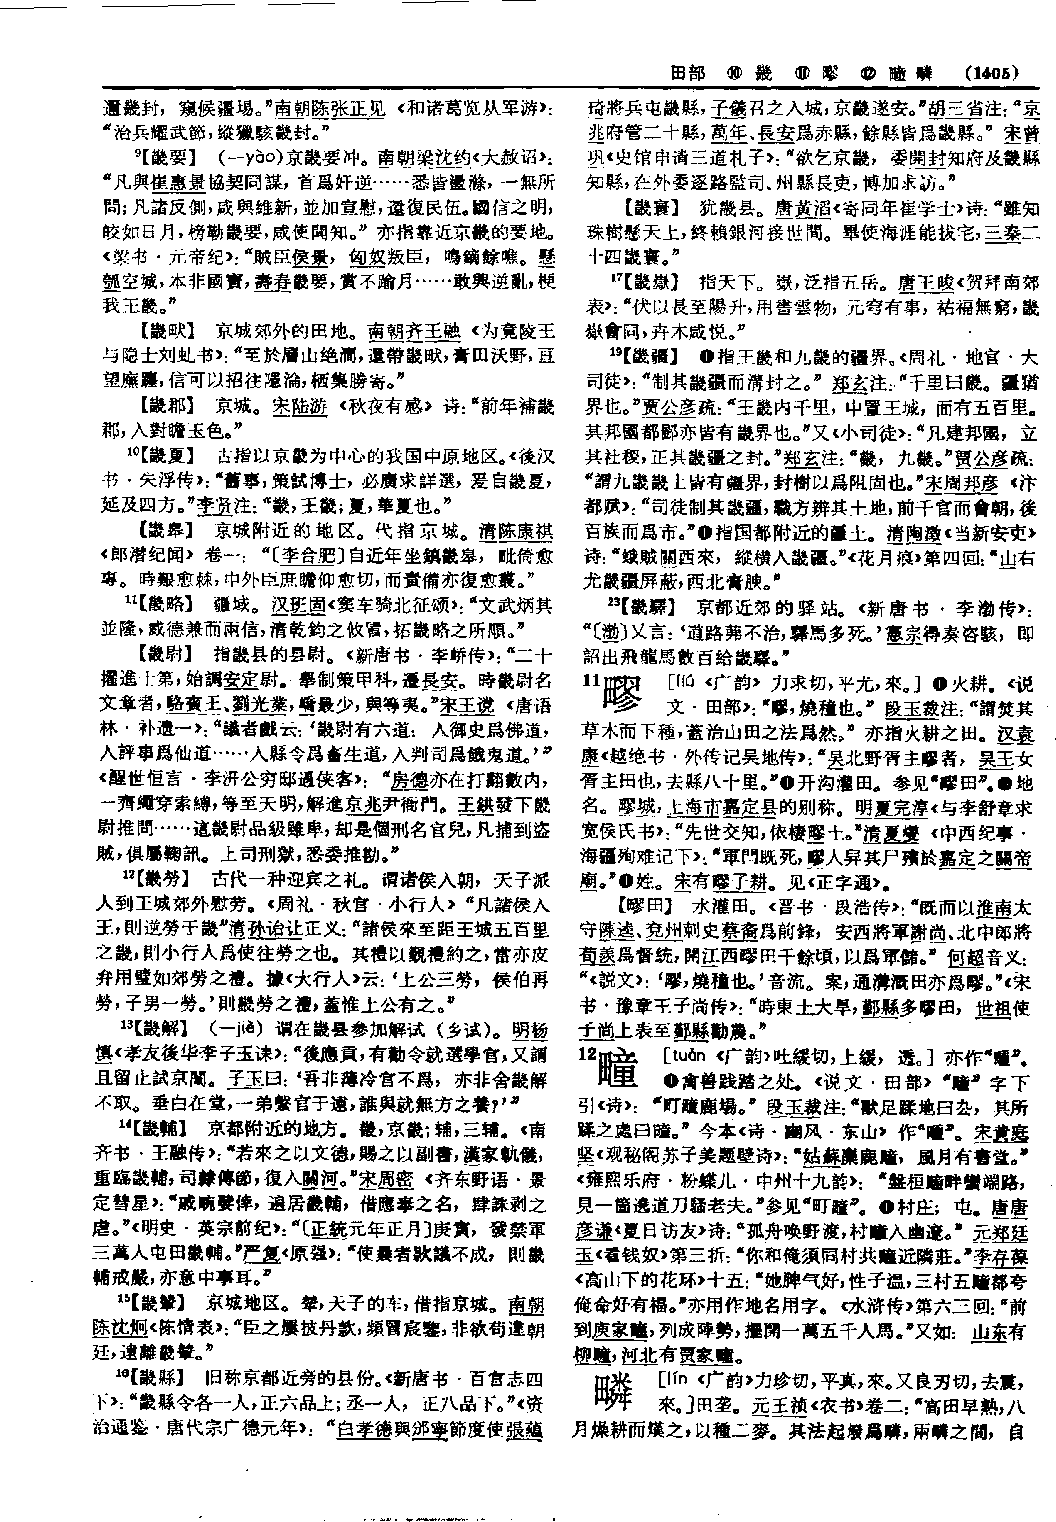 田部 ⑩ 畿 ⑪ 疁 ⑫ 疃 疄 (1405)
邇畿封，窺候疆場。”南朝陈张正见《和诸葛览从军游》：
“治兵耀武節，縱獵駭畿封。”
⁹【畿要】 （—yào）京畿要冲。南朝梁沈约《大赦诏》：
“凡與崔惠景協契同謀，首爲奸逆……悉皆盪滌，一無所
問；凡諸反側，咸與維新，並加宣慰，還復民伍。國信之明，
皎如日月，榜勒畿要，咸使聞知。”亦指靠近京畿的要地。
《梁书·元帝纪》：“賊臣侯景，匈奴叛臣，鳴鏑餘噍。懸
瓠空城，本非國寶，壽春畿要，賞不踰月……敢興逆亂，梗
我王畿。”
【畿畎】 京城郊外的田地。南朝齐王融《为竟陵王
与隐士刘虬书》：“至於層山絶澗，還帶畿畎，膏田沃野，亘
望廡廛，信可以招往隱淪，栖集勝寄。”
【畿郡】 京城。宋陆游《秋夜有感》诗：“前年補畿
郡，入對瞻玉色。”
¹⁰【畿夏】 古指以京畿为中心的我国中原地区。《後汉
书·朱浮传》：“舊事，策試博士，必廣求詳選，爰自畿夏，
延及四方。”李贤注：“畿，王畿；夏，華夏也。”
【畿皋】 京城附近的地区。代指京城。清陈康祺
《郎潜纪闻》卷一：“〔李合肥〕自近年坐鎮畿皋，毗倚愈
專。時艱愈棘，中外臣庶瞻仰愈切，而責備亦復愈叢。”
¹¹【畿略】 疆域。汉班固《窦车骑北征颂》：“文武炳其
並隆，威德兼而兩信，清乾鈞之攸冒，拓畿略之所順。”
【畿尉】 指畿县的县尉。《新唐书·李峤传》：“二十
擢進士第，始調安定尉。舉制策甲科，遷長安。時畿尉名
文章者，駱賓王、劉光業，嶠最少，與等夷。”宋王谠《唐语
林·补遗一》：“議者戲云：‘畿尉有六道：入御史爲佛道，
入評事爲仙道……入縣令爲畜生道，入判司爲餓鬼道。’”
《醒世恒言·李汧公穷邸遇侠客》：“房德亦在打翻數内，
一齊繩穿索縛，等至天明，解進京兆尹衙門。王鉷發下畿
尉推問……這畿尉品級雖卑，却是個刑名官兒，凡捕到盗
賊，俱屬鞫訊。上司刑獄，悉委推勘。”
¹²【畿勞】 古代一种迎宾之礼。谓诸侯入朝，天子派
人到王城郊外慰劳。《周礼·秋官·小行人》“凡諸侯入
王，則逆勞于畿”清孙诒让正义：“諸侯來至距王城五百里
之畿，則小行人爲使往勞之也。其禮以覲禮約之，當亦皮
弁用璧如郊勞之禮。據《大行人》云：‘上公三勞，侯伯再
勞，子男一勞。’則畿勞之禮，蓋惟上公有之。”
¹³【畿解】 （—jiè）谓在畿县参加解试（乡试）。明杨
慎《孝友後华李子玉诔》：“後應貢，有勸令就選學官，又謂
且留止試京闈。子玉曰：‘吾非薄冷官不爲，亦非舍畿解
不取。垂白在堂，一弟繫官于遠，誰與就無方之養？’”
¹⁴【畿輔】 京都附近的地方。畿，京畿；辅，三辅。《南
齐书·王融传》：“若來之以文德，賜之以副書，漢家軌儀，
重臨畿輔，司隸傳節，復入關河。”宋周密《齐东野语·景
定彗星》：“戚畹嬖倖，遍居畿輔，借應奉之名，肆誅剥之
虐。”《明史·英宗前纪》：“〔正統元年正月〕庚寅，發禁軍
三萬人屯田畿輔。”严复《原强》：“使曩者款議不成，則畿
輔戒嚴，亦意中事耳。”
¹⁵【畿輦】 京城地区。辇，天子的车，借指京城。南朝
陈沈炯《陈情表》：“臣之屢披丹款，頻冒宸鑒，非欲苟違朝
廷，遠離畿輦。”
¹⁶【畿縣】 旧称京都近旁的县份。《新唐书·百官志四
下》：“畿縣令各一人，正六品上；丞一人，正八品下。”《资
治通鉴·唐代宗广德元年》：“白孝德與邠寧節度使張藴
琦將兵屯畿縣，子儀召之入城，京畿遂安。”胡三省注：“京
兆府管二十縣，萬年、長安爲赤縣，餘縣皆爲畿縣。”宋曾
巩《史馆申请三道札子》：“欲乞京畿，委開封知府及畿縣
知縣，在外委逐路監司、州縣長吏，博加求訪。”
【畿寰】 犹畿县。唐黄滔《寄同年崔学士》诗：“雖知
珠樹懸天上，終賴銀河接世間。畢使海涯能拔宅，三秦二
十四畿寰。”
¹⁷【畿嶽】 指天下。嶽，泛指五岳。唐王晙《贺拜南郊
表》：“伏以長至陽升，用書雲物，元穹有事，祜福無窮，畿
嶽會同，卉木咸悦。”
¹⁹【畿疆】 ❶指王畿和九畿的疆界。《周礼·地官·大
司徒》：“制其畿疆而溝封之。”郑玄注：“千里曰畿。疆猶
界也。”贾公彦疏：“王畿内千里，中置王城，面有五百里。
其邦國都鄙亦皆有畿界也。”又《小司徒》：“凡建邦國，立
其社稷，正其畿疆之封。”郑玄注：“畿，九畿。”贾公彦疏：
“謂九畿畿上皆有疆界，封樹以爲阻固也。”宋周邦彦《汴
都赋》：“司徒制其畿疆，職方辨其土地，前千官而會朝，後
百族而爲市。”❷指国都附近的疆土。清陶澂《当新安吏》
诗：“蛾賊關西來，縱横入畿疆。”《花月痕》第四回：“山右
尤畿疆屏蔽，西北膏腴。”
²³【畿驛】 京都近郊的驿站。《新唐书·李渤传》：
“〔渤〕又言：‘道路茀不治，驛馬多死。’憲宗得奏咨駭，即
詔出飛龍馬數百給畿驛。”
11疁 [liú 《广韵》力求切，平尤，來。]❶火耕。《说
文·田部》：“疁，燒穜也。”段玉裁注：“謂焚其
草木而下種，蓋治山田之法爲然。”亦指火耕之田。汉袁
康《越绝书·外传记吴地传》：“吴北野胥主疁者，吴王女
胥主田也，去縣八十里。”❷开沟灌田。参见“疁田”。❸地
名。疁城，上海市嘉定县的别称。明夏完淳《与李舒章求
宽侯氏书》：“先世交知，依棲疁土。”清夏燮《中西纪事·
海疆殉难记下》：“軍門既死，疁人舁其尸殯於嘉定之關帝
廟。”❹姓。宋有疁了耕。见《正字通》。
【疁田】 水灌田。《晋书·段浩传》：“既而以淮南太
守陳逵、兗州刺史蔡裔爲前鋒，安西將軍謝尚、北中郎將
荀羡爲督統，開江西疁田千餘頃，以爲軍儲。”何超音义：
“《説文》：‘疁，燒穜也。’音流。案，通溝溉田亦爲疁。”《宋
书·豫章王子尚传》：“時東土大旱，鄞縣多疁田，世祖使
子尚上表至鄞縣勸農。”
12疃 [tuǎn 《广韵》吐緩切，上緩，透。]亦作“畽”。
❶禽兽践踏之处。《说文·田部》“疃”字下
引《诗》：“町疃鹿場。”段玉裁注：“獸足蹂地曰厹，其所
蹂之處曰疃。”今本《诗·豳风·东山》作“畽”。宋黄庭
坚《观秘阁苏子美题壁诗》：“姑蘇麋鹿疃，風月有書堂。”
《雍熙乐府·粉蝶儿·中州十九韵》：“盤桓疃畔蠻端路，
見一箇逸道刀騷老夫。”参见“町疃”。❷村庄；屯。唐唐
彦谦《夏日访友》诗：“孤舟唤野渡，村疃入幽邃。”元郑廷
玉《看钱奴》第三折：“你和俺須同村共疃近隣莊。”李存葆
《高山下的花环》十五：“她脾气好，性子温，三村五疃都夸
俺命好有福。”亦用作地名用字。《水浒传》第六三回：“前
到庾家疃，列成陣勢，擺開一萬五千人馬。”又如：山东有
柳疃，河北有贾家疃。
疄 [lín 《广韵》力珍切，平真，來。又良刃切，去震，
來。]田垄。元王祯《农书》卷二：“高田早熟，八
月燥耕而熯之，以種二麥。其法起墢爲疄，兩疄之間，自